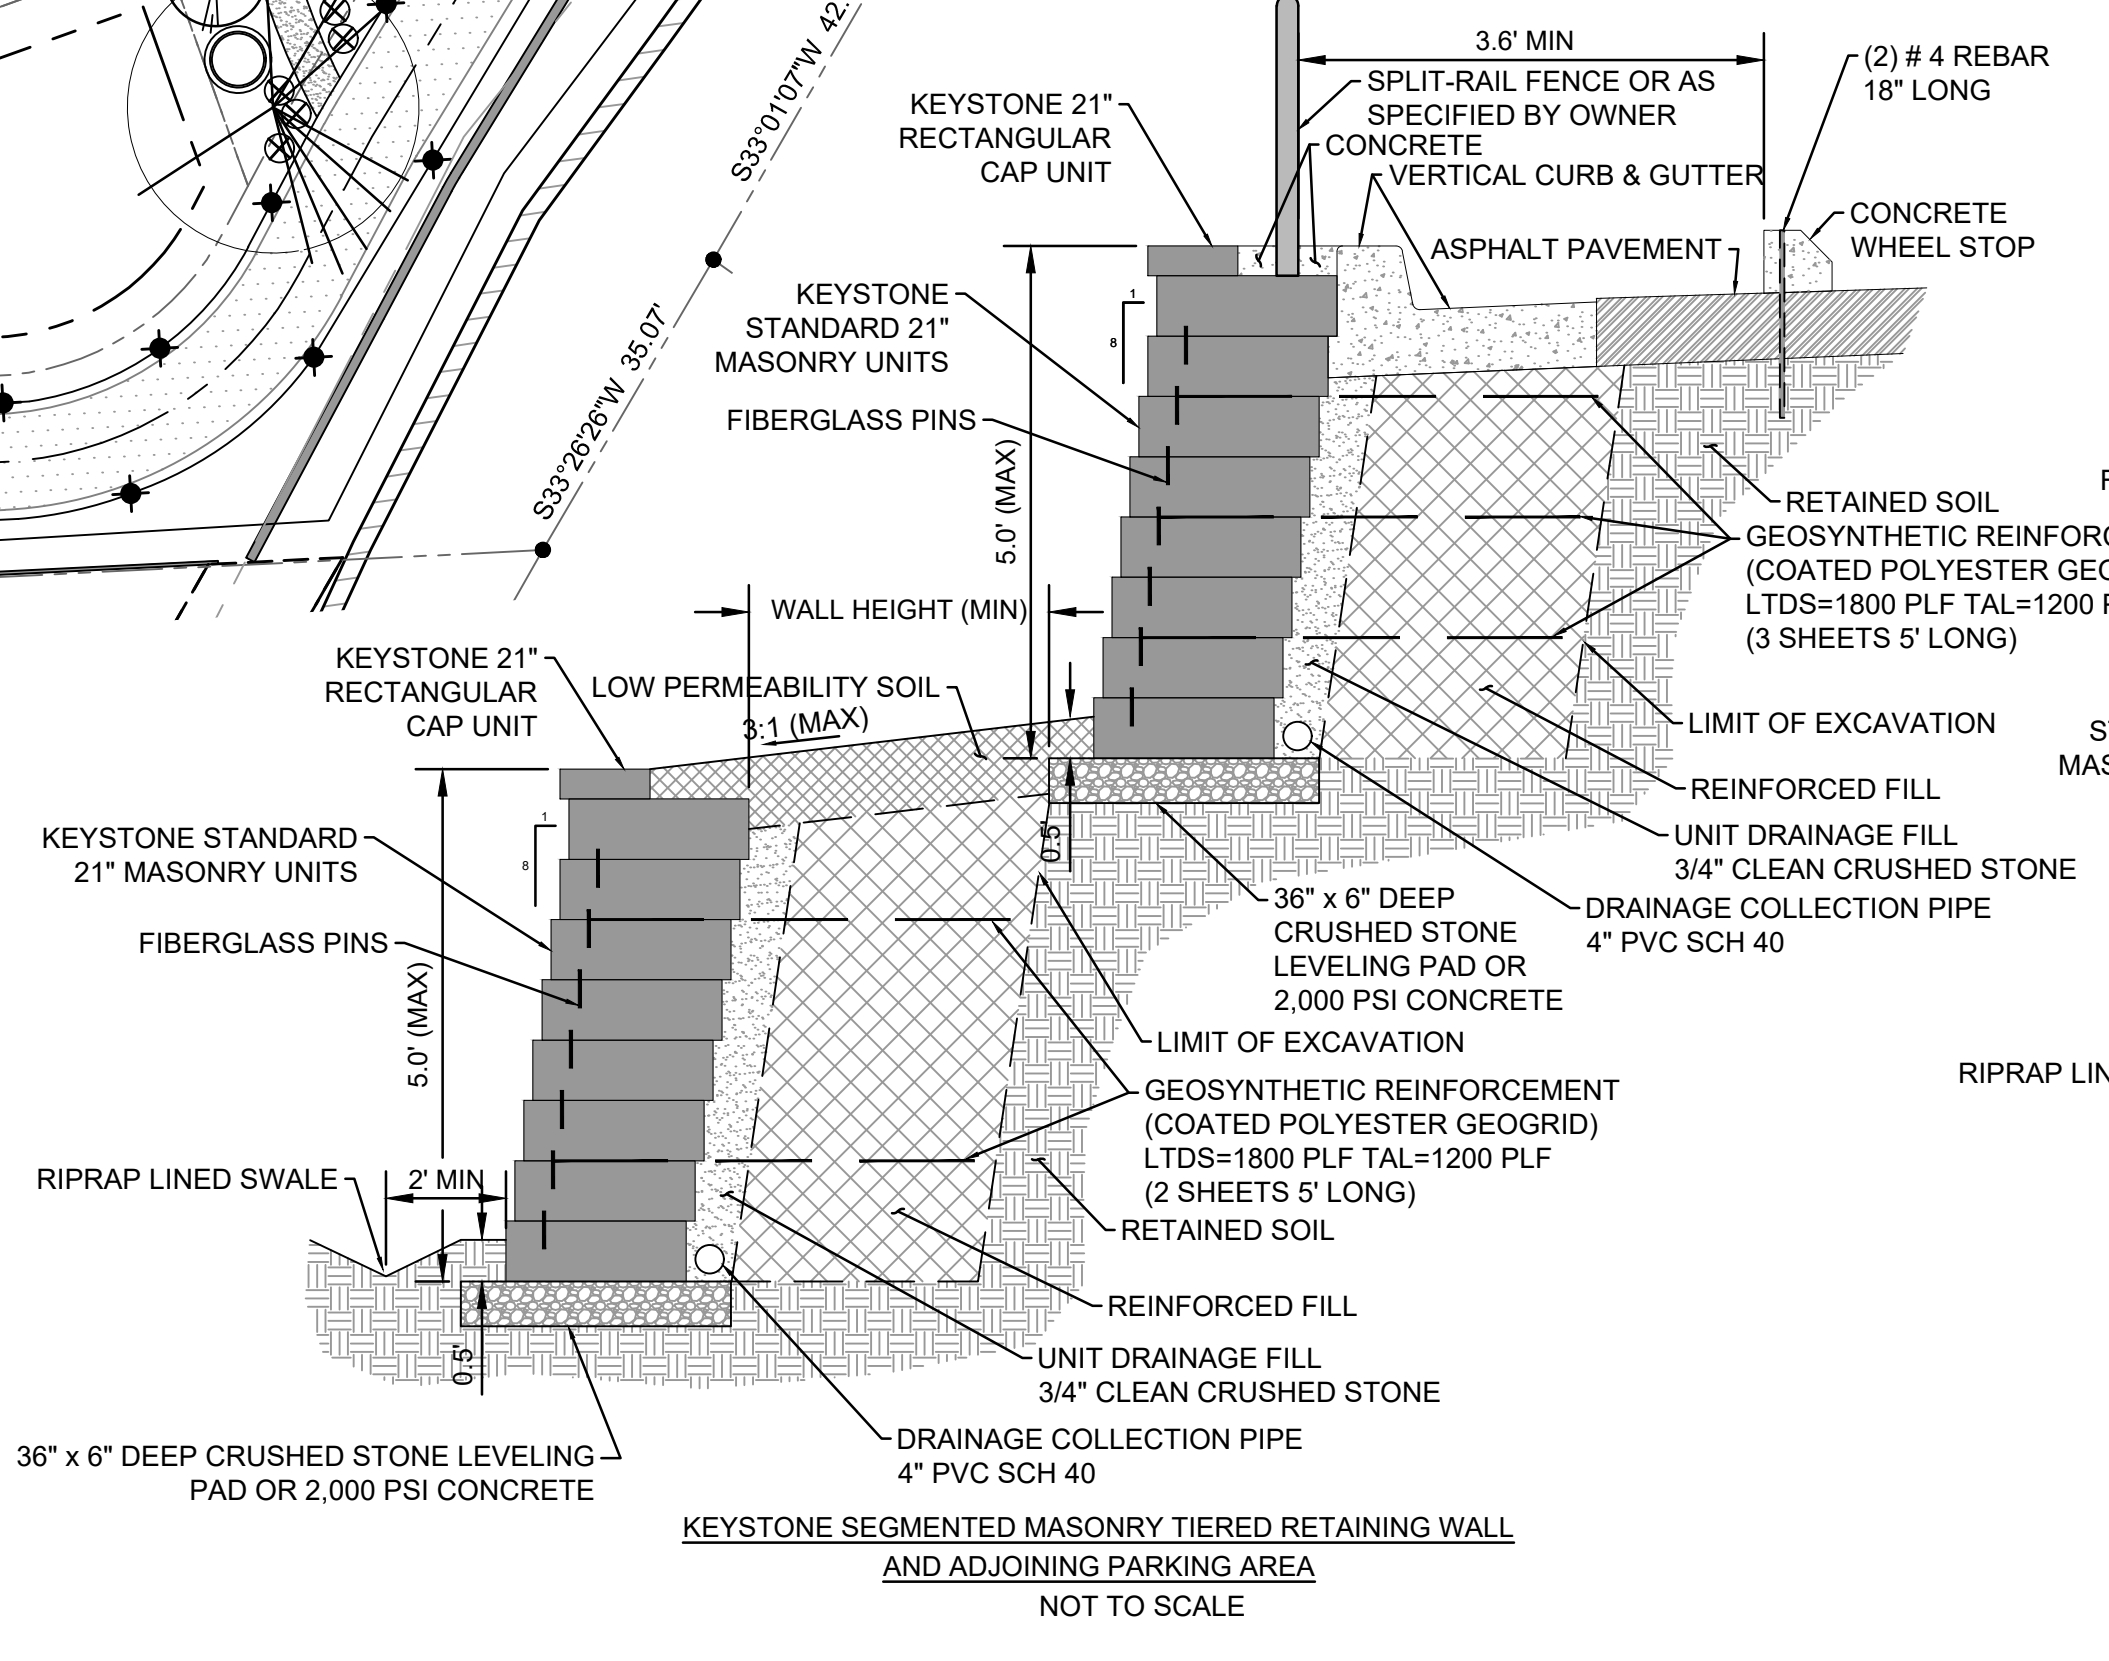 S33°01'07"W 42.
S33°26'26"W 35.07'
3.6' MIN
(2) # 4 REBAR
18" LONG
SPLIT-RAIL FENCE OR AS
SPECIFIED BY OWNER
KEYSTONE 21"
RECTANGULAR
CAP UNIT
CONCRETE
VERTICAL CURB & GUTTER
CONCRETE
WHEEL STOP
ASPHALT PAVEMENT
KEYSTONE
STANDARD 21"
MASONRY UNITS
1
8
FIBERGLASS PINS
5.0' (MAX)
RETAINED SOIL
GEOSYNTHETIC REINFORC
(COATED POLYESTER GEO
LTDS=1800 PLF TAL=1200 P
(3 SHEETS 5' LONG)
WALL HEIGHT (MIN)
KEYSTONE 21"
RECTANGULAR
CAP UNIT
LOW PERMEABILITY SOIL
3:1 (MAX)
LIMIT OF EXCAVATION
REINFORCED FILL
UNIT DRAINAGE FILL
3/4" CLEAN CRUSHED STONE
0.5'
KEYSTONE STANDARD
21" MASONRY UNITS
1
8
36" x 6" DEEP
CRUSHED STONE
LEVELING PAD OR
2,000 PSI CONCRETE
DRAINAGE COLLECTION PIPE
4" PVC SCH 40
FIBERGLASS PINS
5.0' (MAX)
LIMIT OF EXCAVATION
GEOSYNTHETIC REINFORCEMENT
(COATED POLYESTER GEOGRID)
LTDS=1800 PLF TAL=1200 PLF
(2 SHEETS 5' LONG)
RIPRAP LIN
RIPRAP LINED SWALE
2' MIN
RETAINED SOIL
REINFORCED FILL
0.5'
UNIT DRAINAGE FILL
3/4" CLEAN CRUSHED STONE
36" x 6" DEEP CRUSHED STONE LEVELING
PAD OR 2,000 PSI CONCRETE
DRAINAGE COLLECTION PIPE
4" PVC SCH 40
MAS
KEYSTONE SEGMENTED MASONRY TIERED RETAINING WALL
AND ADJOINING PARKING AREA
NOT TO SCALE